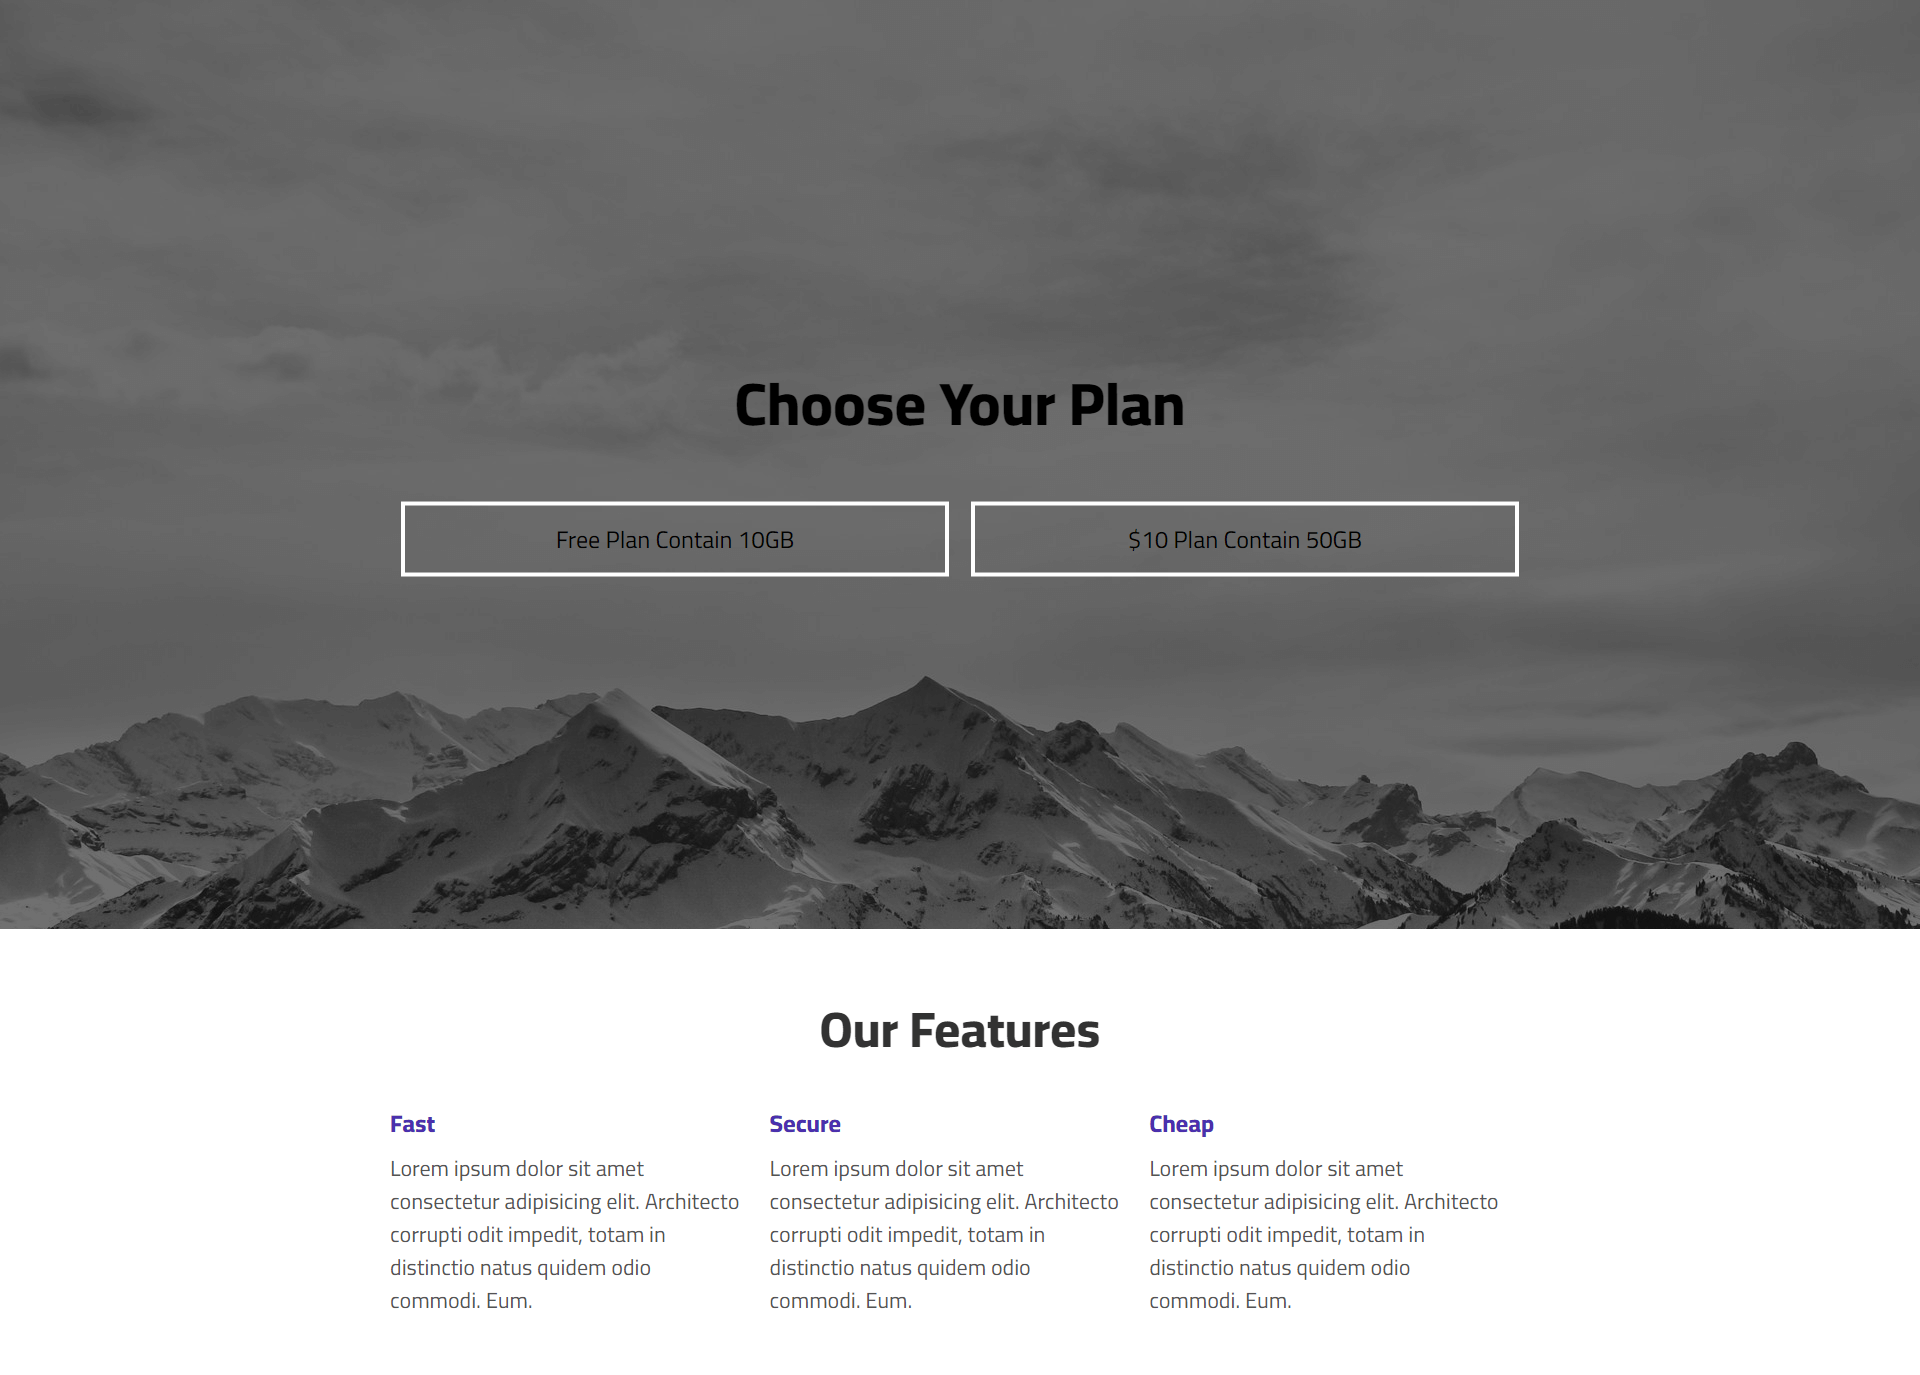 Choose Your Plan
Free Plan Contain 10GB
$10 Plan Contain 50GB
Our Features
Fast
Lorem ipsum dolor sit amet
consectetur adipisicing elit. Architecto
corrupti odit impedit, totam in
distinctio natus quidem odio
commodi. Eum.
Secure
Lorem ipsum dolor sit amet
consectetur adipisicing elit. Architecto
corrupti odit impedit, totam in
distinctio natus quidem odio
commodi. Eum.
Cheap
Lorem ipsum dolor sit amet
consectetur adipisicing elit. Architecto
corrupti odit impedit, totam in
distinctio natus quidem odio
commodi. Eum.